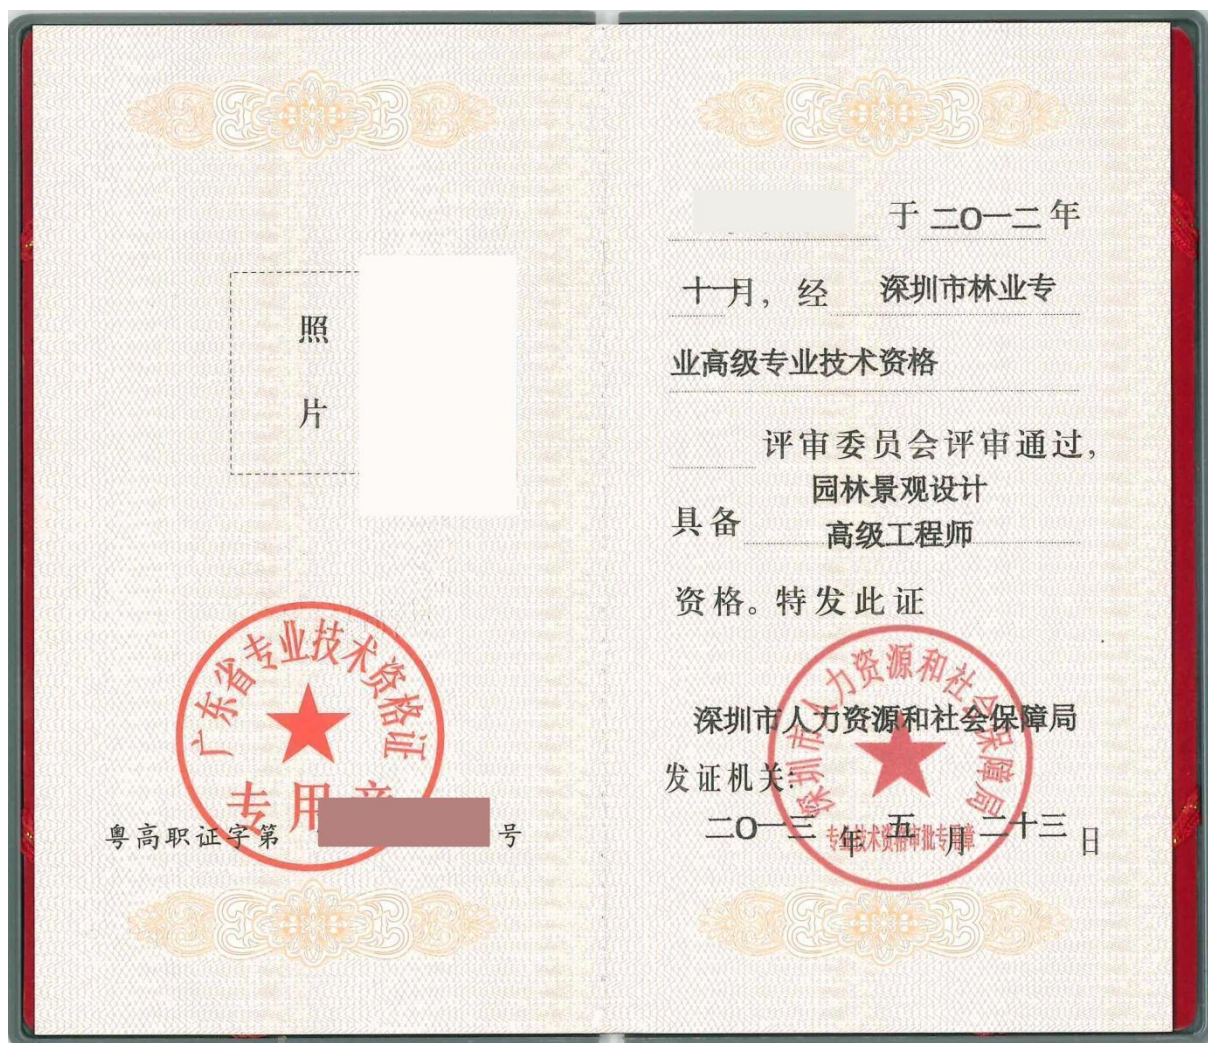 照
片
广东省专业技术资格证
专用章
粤高职证字第 号
于二〇一二年
十一月，经 深圳市林业专
业高级专业技术资格
评审委员会评审通过，
园林景观设计
具备 高级工程师
资格。特发此证
深圳市人力资源和社会保障局
深圳市人力资源和社会保障局
发证机关：
二〇一三年五月二十三日
专业技术资格审批专用章